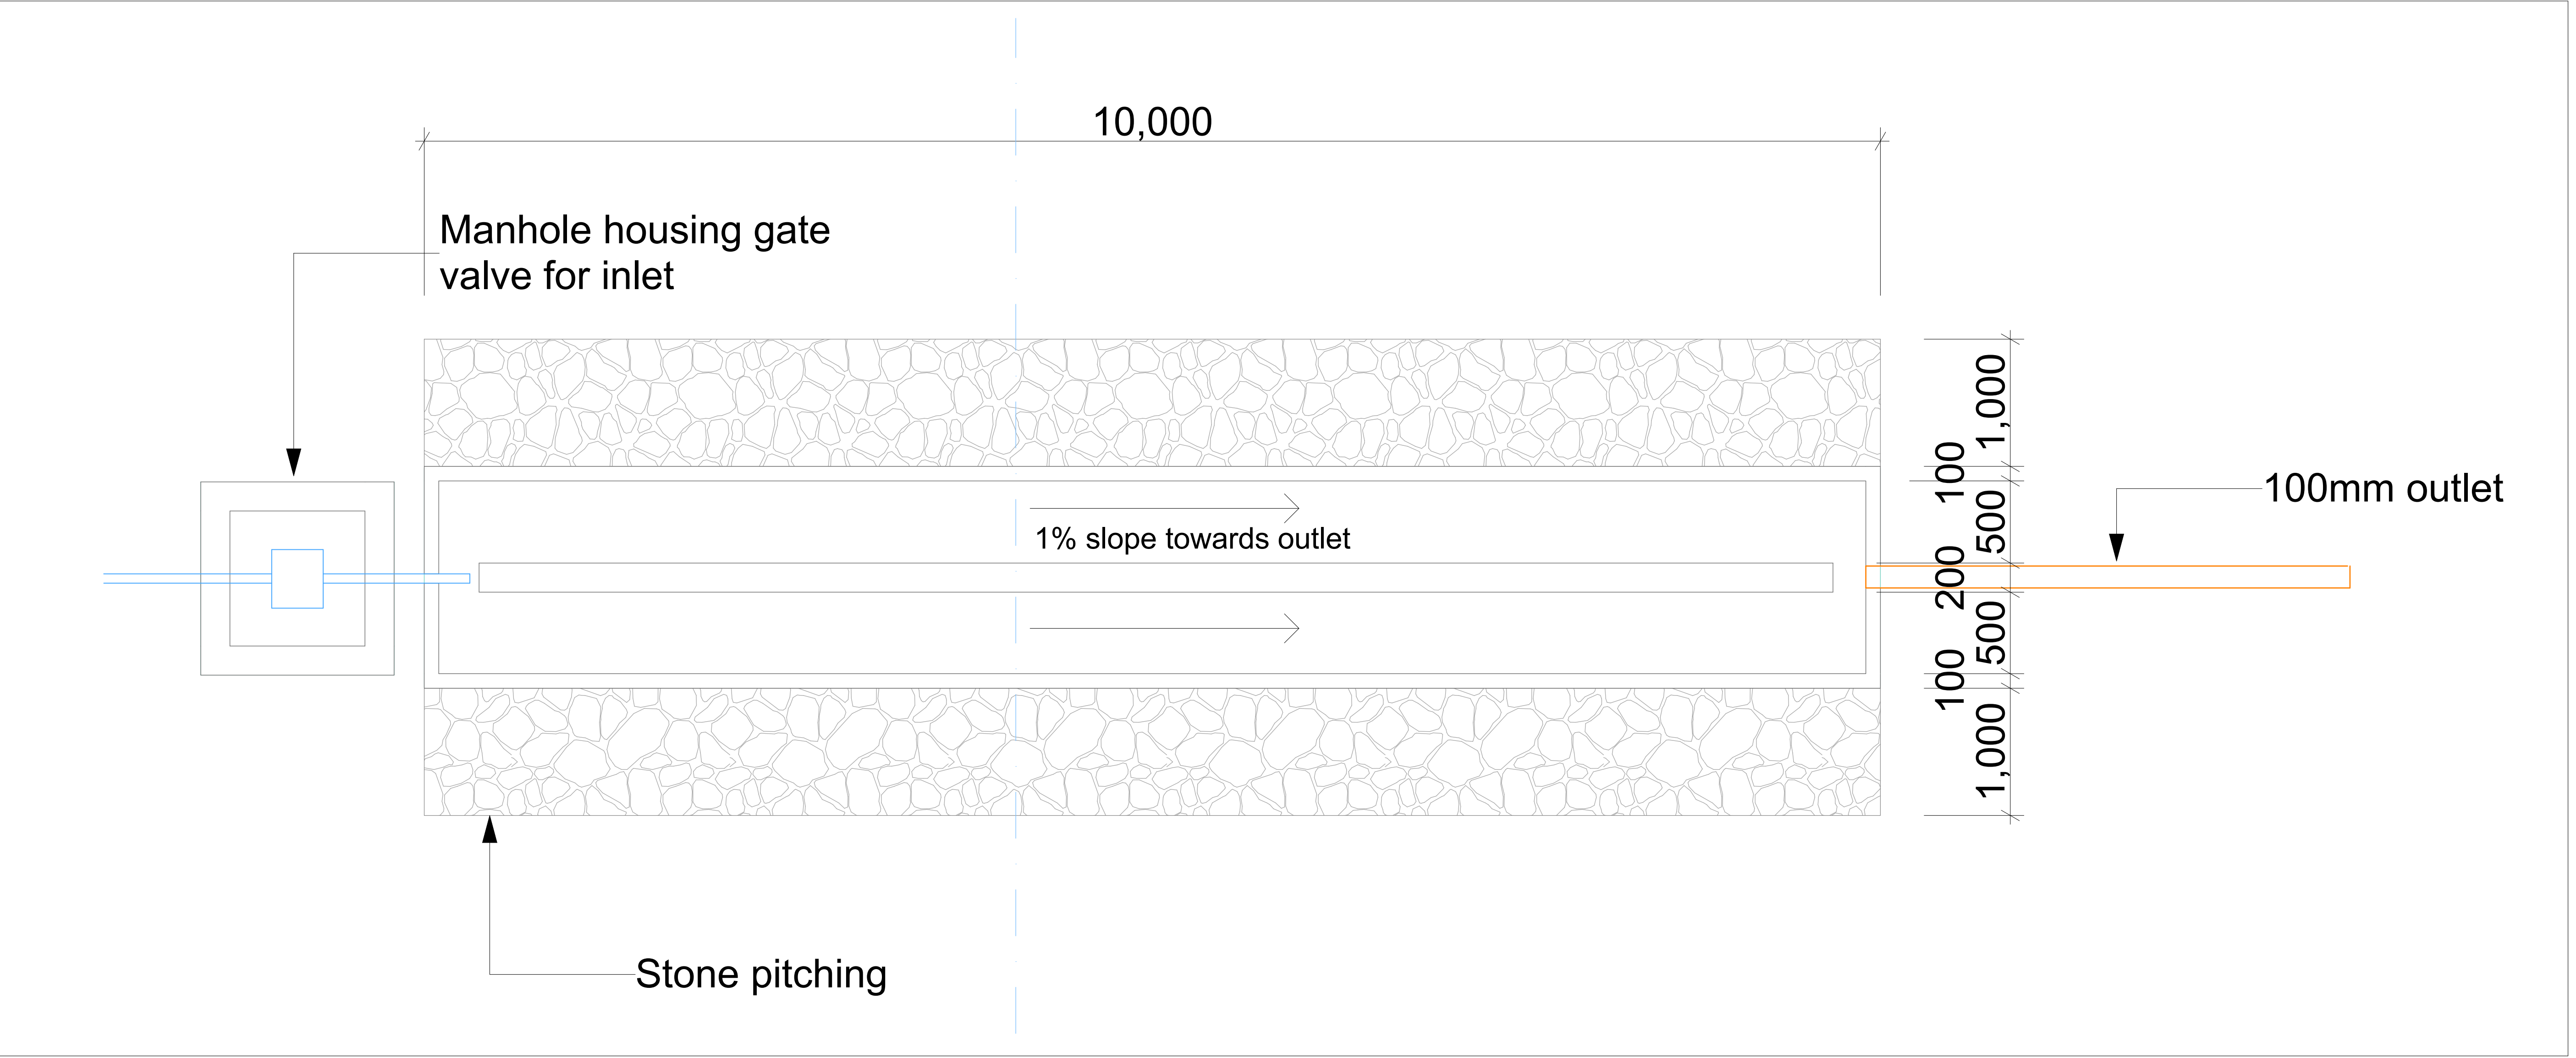 10,000
Manhole housing gate
valve for inlet
1,000
100
500
100mm outlet
1% slope towards outlet
200
500
100
1,000
Stone pitching